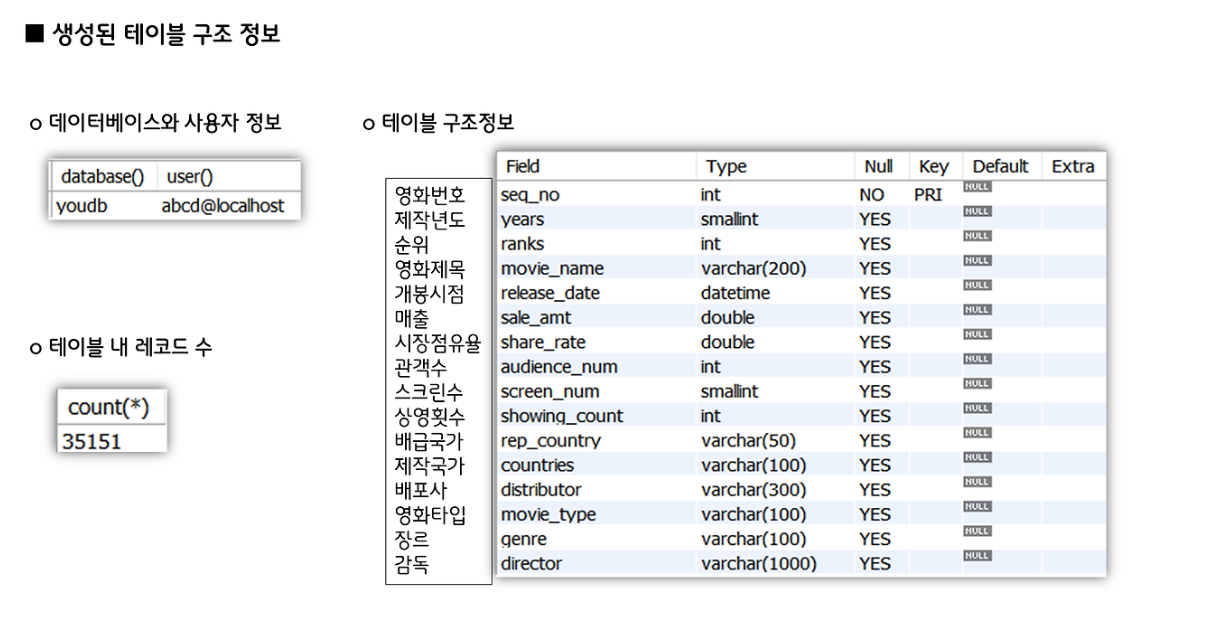 ■ 생성된 테이블 구조 정보
o 데이터베이스와 사용자 정보
database() user()
youdb abcd@localhost
o 테이블 내 레코드 수
count(*)
35151
o 테이블 구조정보
Field Type Null Key Default Extra
영화번호 seq_no int NO PRI NULL
제작년도 years smallint YES NULL
순위 ranks int YES NULL
영화제목 movie_name varchar(200) YES NULL
개봉시점 release_date datetime YES NULL
매출 sale_amt double YES NULL
시장점유율 share_rate double YES NULL
관객수 audience_num int YES NULL
스크린수 screen_num smallint YES NULL
상영횟수 showing_count int YES NULL
배급국가 rep_country varchar(50) YES NULL
제작국가 countries varchar(100) YES NULL
배포사 distributor varchar(300) YES NULL
영화타입 movie_type varchar(100) YES NULL
장르 genre varchar(100) YES NULL
감독 director varchar(1000) YES NULL